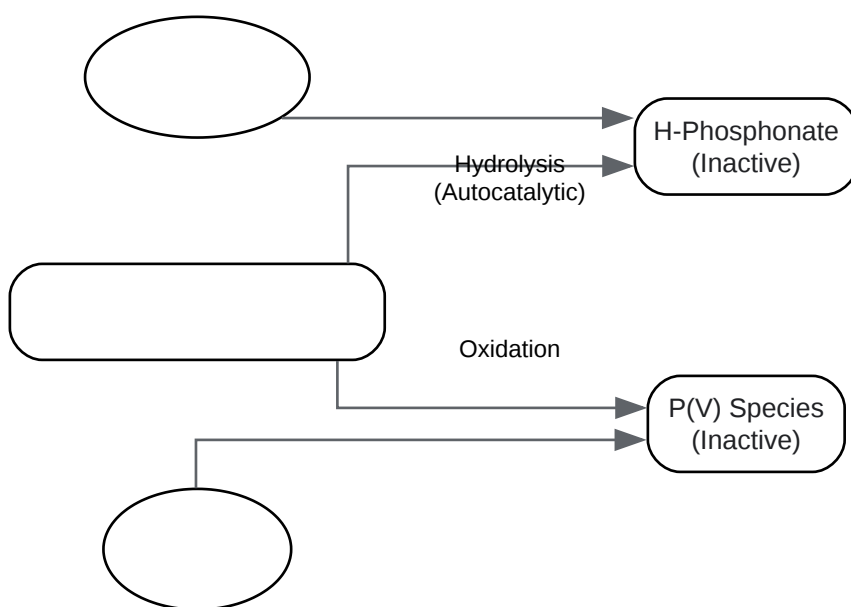 H-Phosphonate
(Inactive)
Hydrolysis
(Autocatalytic)
Oxidation
P(V) Species
(Inactive)